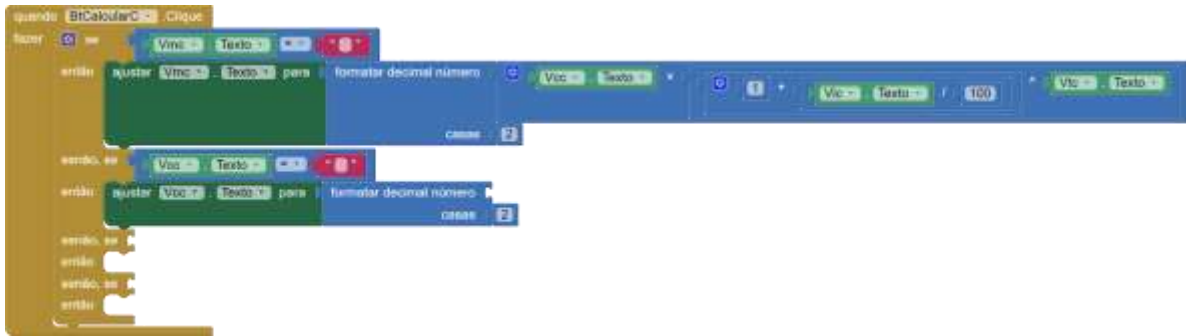 quando BtCalcularC . Clique
fazer se Vmc . Texto = " "
então ajustar Vmc . Texto para formatar decimal número Vcc . Texto * 1 + Vic . Texto / 100 ^ Vtc . Texto
casas 2
senão, se Vcc . Texto = " "
então ajustar Vcc . Texto para formatar decimal número
casas 2
senão, se
então
senão, se
então